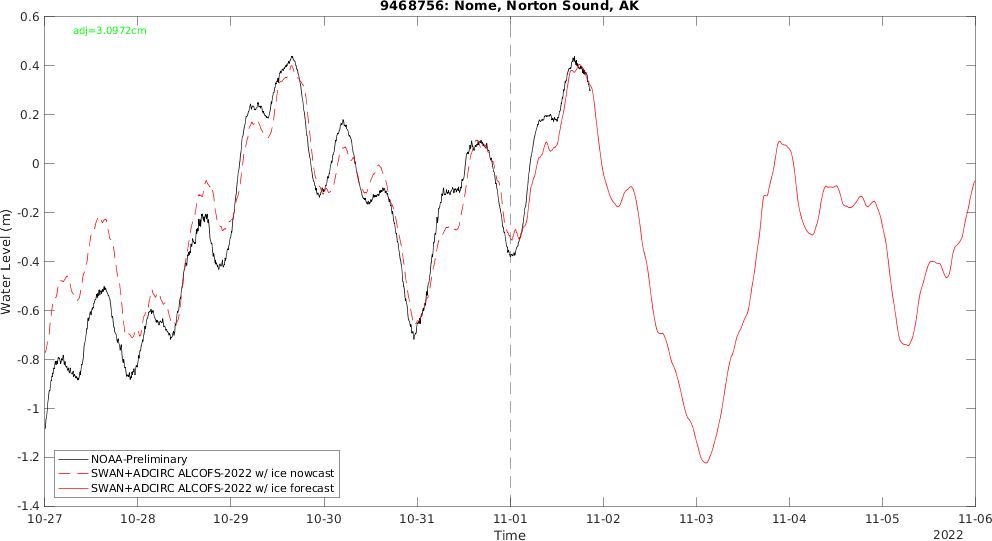 9468756: Nome, Norton Sound, AK
adj=3.0972cm
0.6
0.4
0.2
0
-0.2
-0.4
-0.6
-0.8
-1
-1.2
-1.4
Water Level (m)
NOAA-Preliminary
SWAN+ADCIRC ALCOFS-2022 w/ ice nowcast
SWAN+ADCIRC ALCOFS-2022 w/ ice forecast
10-27 10-28 10-29 10-30 10-31 11-01 11-02 11-03 11-04 11-05 11-06
Time
2022